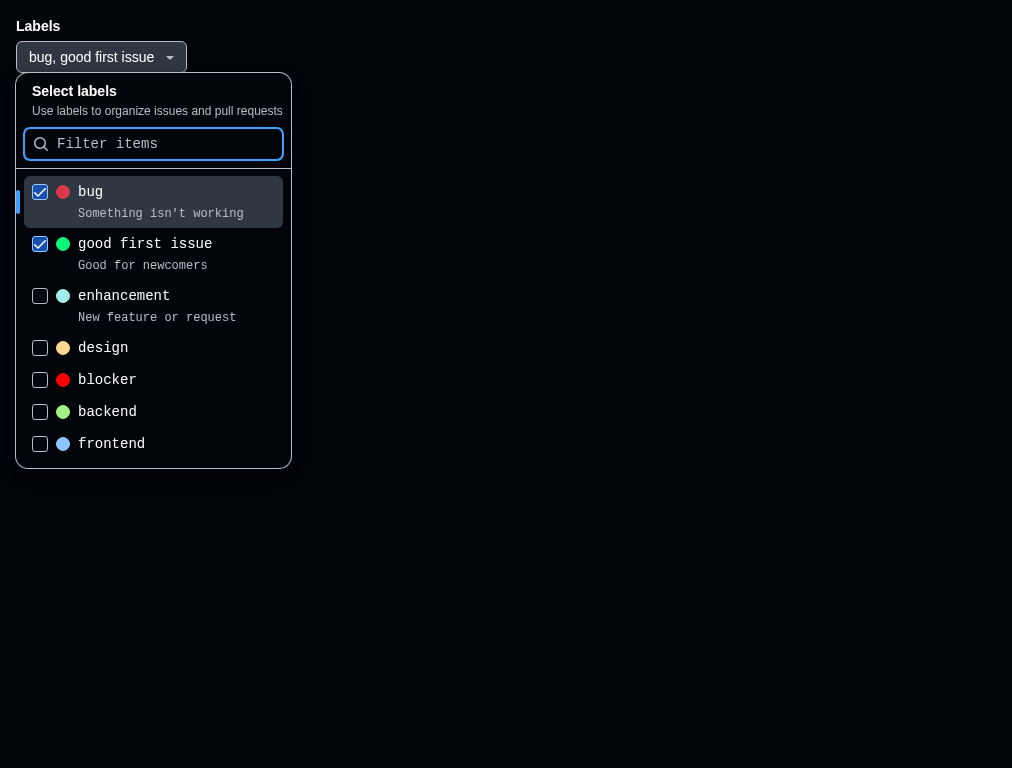 Labels
bug, good first issue
Select labels
Use labels to organize issues and pull requests
Filter items
bug
Something isn't working
good first issue
Good for newcomers
enhancement
New feature or request
design
blocker
backend
frontend